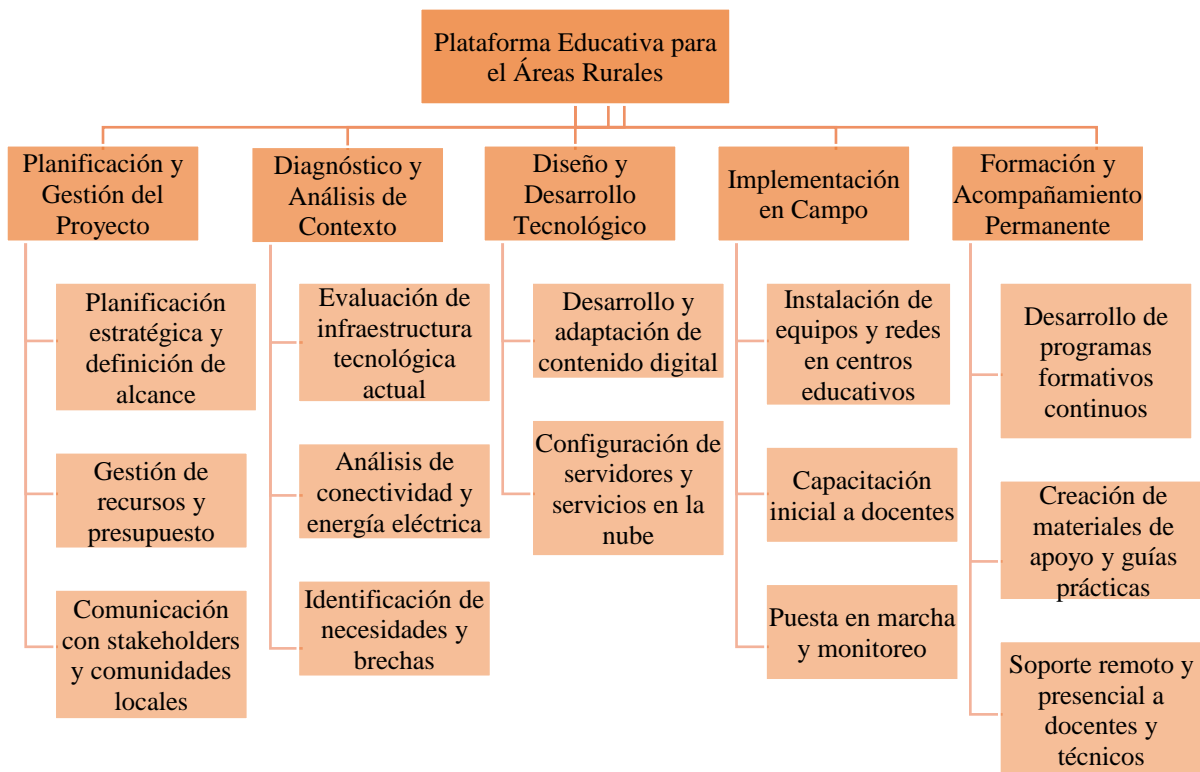 Plataforma Educativa para
el Áreas Rurales
Planificación y
Gestión del
Proyecto
Planificación
estratégica y
definición de
alcance
Gestión de
recursos y
presupuesto
Comunicación
con stakeholders
y comunidades
locales
Diagnóstico y
Análisis de
Contexto
Evaluación de
infraestructura
tecnológica
actual
Análisis de
conectividad y
energía eléctrica
Identificación de
necesidades y
brechas
Diseño y
Desarrollo
Tecnológico
Desarrollo y
adaptación de
contenido digital
Configuración de
servidores y
servicios en la
nube
Implementación
en Campo
Instalación de
equipos y redes
en centros
educativos
Capacitación
inicial a docentes
Puesta en marcha
y monitoreo
Formación y
Acompañamiento
Permanente
Desarrollo de
programas
formativos
continuos
Creación de
materiales de
apoyo y guías
prácticas
Soporte remoto y
presencial a
docentes y
técnicos